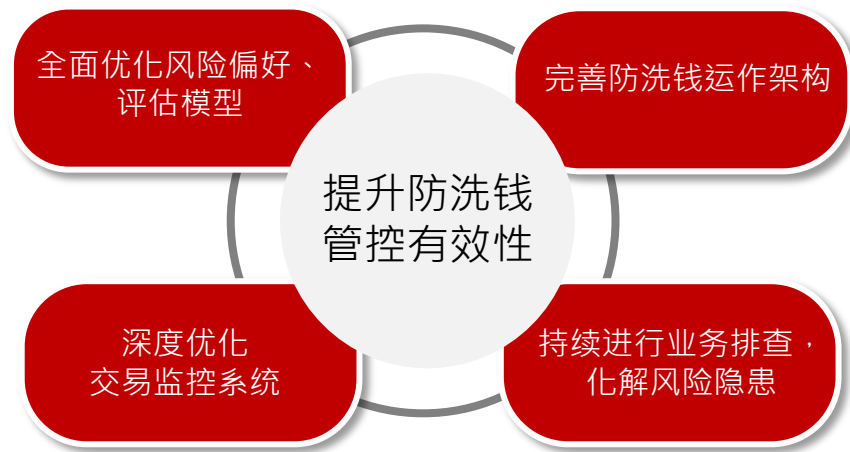 全面优化风险偏好、
评估模型
完善防洗钱运作架构
提升防洗钱
管控有效性
深度优化
交易监控系统
持续进行业务排查，
化解风险隐患